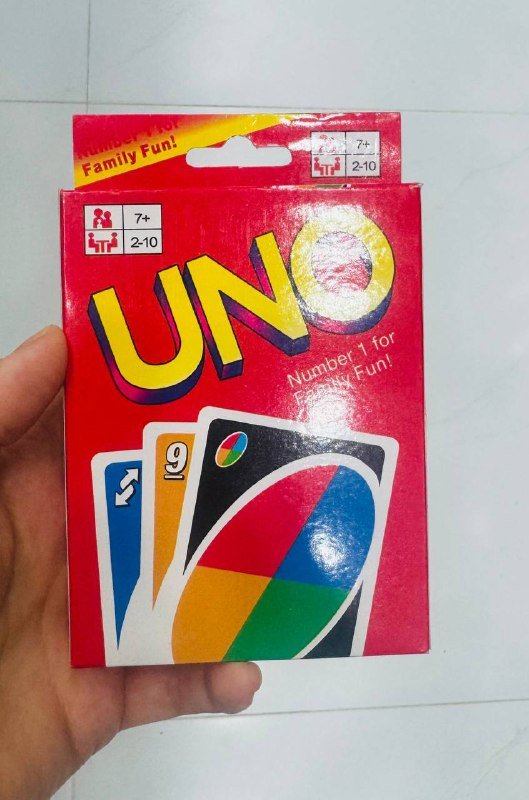 Number 1 for
Family Fun!
7+
2-10
7+
2-10
UNO
Number 1 for
Family Fun!
9